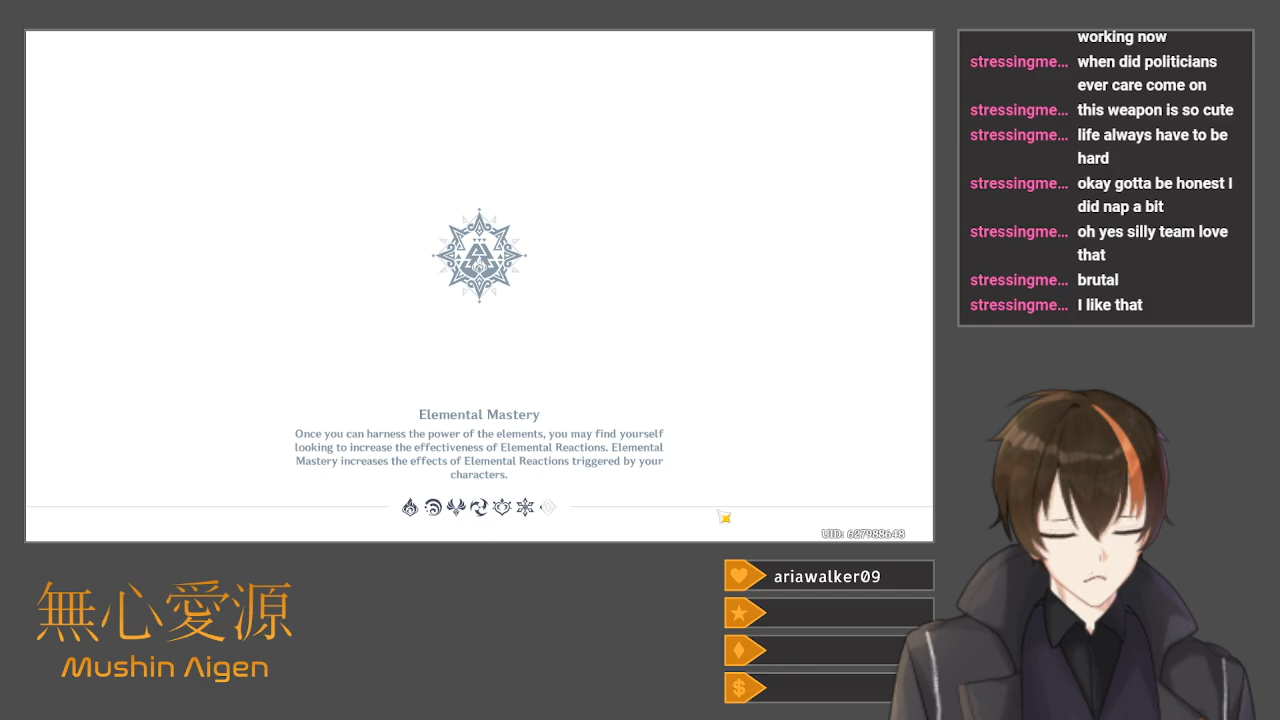 Elemental Mastery
Once you can harness the power of the elements, you may find yourself
looking to increase the effectiveness of Elemental Reactions. Elemental
Mastery increases the effects of Elemental Reactions triggered by your
characters.
UID: 627988648
working now
stressingme... when did politicians
ever care come on
stressingme... this weapon is so cute
stressingme... life always have to be
hard
stressingme... okay gotta be honest I
did nap a bit
stressingme... oh yes silly team love
that
stressingme... brutal
stressingme... I like that
無心愛源
Mushin Aigen
ariawalker09
$